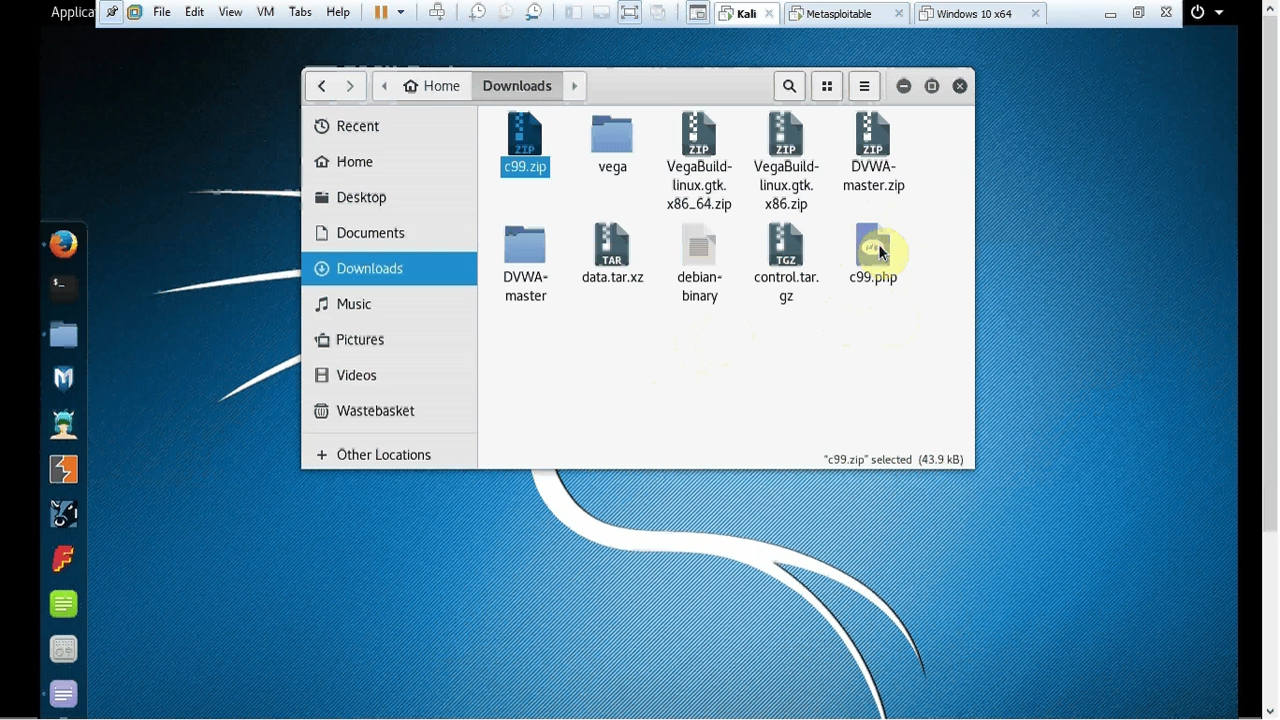 Applica File Edit View VM Tabs Help Kali Metasploitable Windows 10 x64
Home Downloads
Recent
Home
Desktop
Documents
Downloads
Music
Pictures
Videos
Wastebasket
Other Locations
ZIP ZIP ZIP ZIP
c99.zip vega VegaBuild- VegaBuild- DVWA-
linux.gtk. linux.gtk. master.zip
x86_64.zip x86.zip
TAR TGZ php
DVWA- data.tar.xz debian- control.tar. c99.php
master binary gz
"c99.zip" selected (43.9 kB)